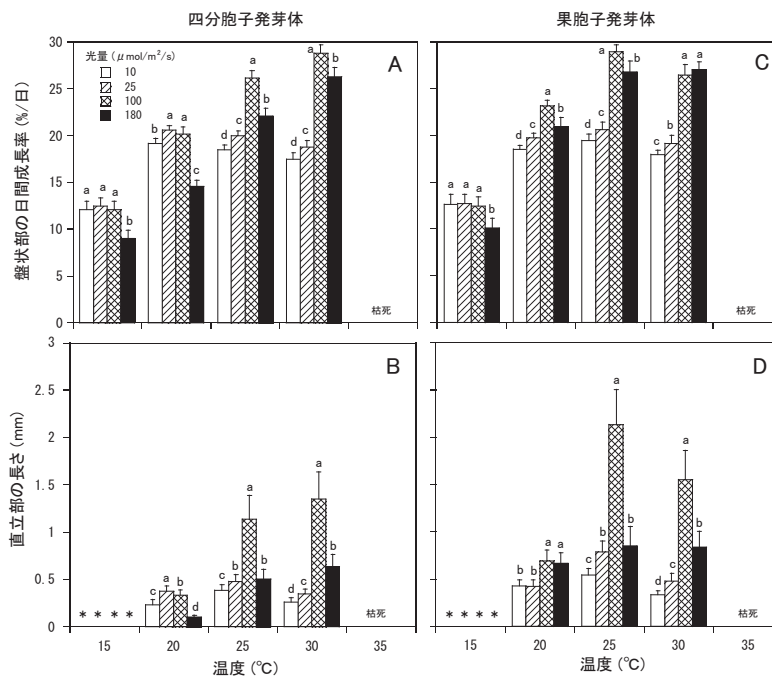 四分胞子発芽体
果胞子発芽体
盤状部の日間成長率 (%/日)
30
25
20
15
10
5
0
光量 (μmol/m²/s)
10
25
100
180
A
a a a b
b a a c
d c a b
d c a b
枯死
C
a a a b
d c a b
d c a b
d c a a
枯死
直立部の長さ (mm)
3
2.5
2
1.5
1
0.5
0
B
* * * *
c a b d
c b a b
d c a b
枯死
15 20 25 30 35
温度 (℃)
D
* * * *
b b a a
c b a b
d c a b
枯死
15 20 25 30 35
温度 (℃)